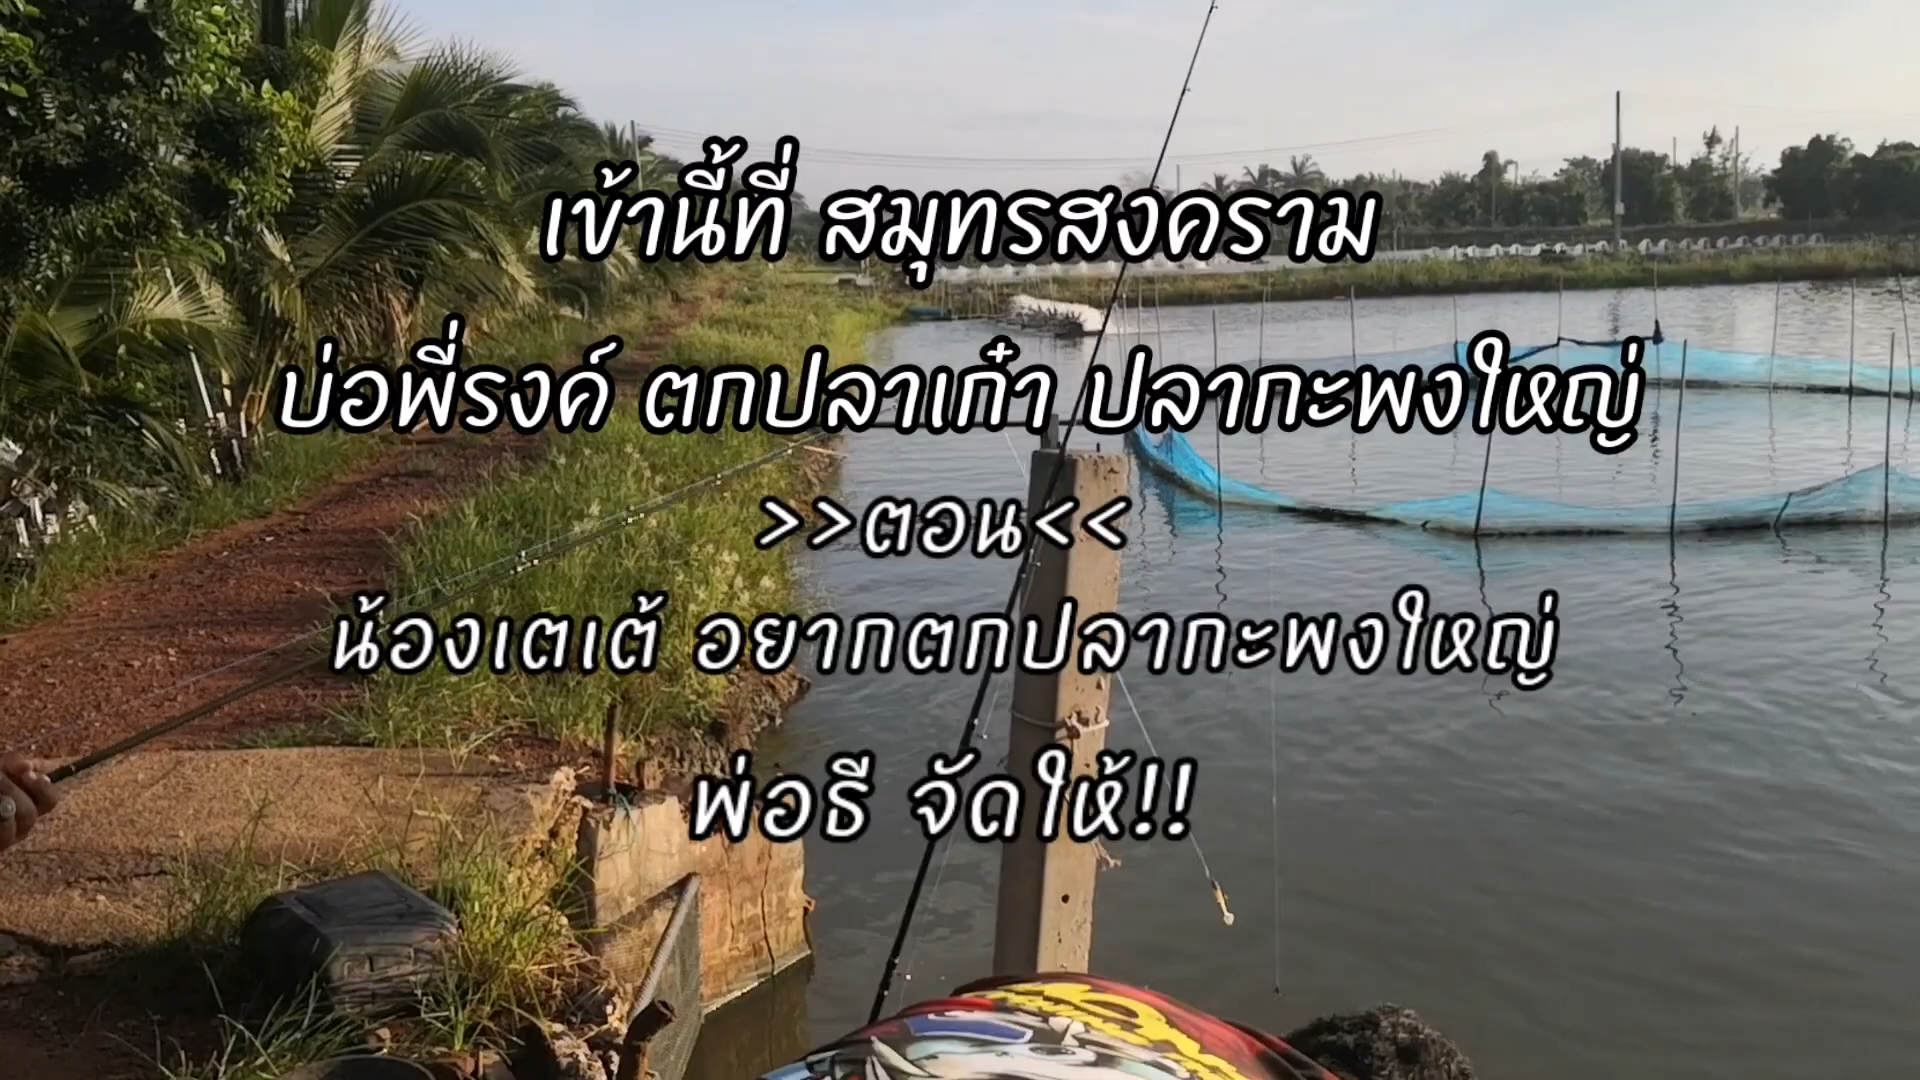 เข้านี้ที่ สมุทรสงคราม
บ่อพี่รงค์ ตกปลาเก๋า ปลากะพงใหญ่
>>ตอน<<
น้องเตเต้ อยากตกปลากะพงใหญ่
พ่อธี จัดให้!!